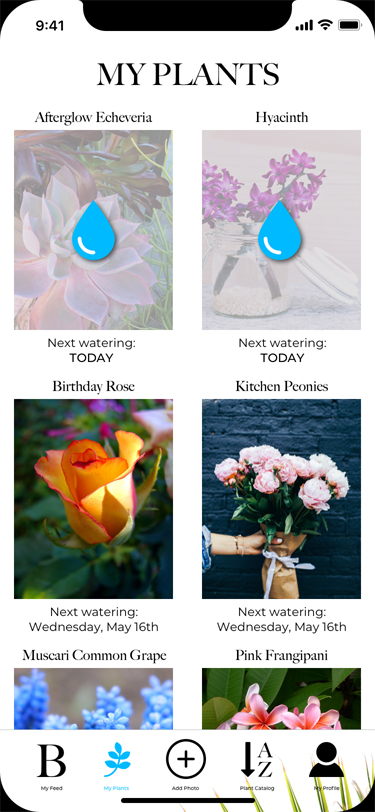 9:41
MY PLANTS
Afterglow Echeveria
Hyacinth
Next watering:
TODAY
Next watering:
TODAY
Birthday Rose
Kitchen Peonies
Next watering:
Wednesday, May 16th
Next watering:
Wednesday, May 16th
Muscari Common Grape
Pink Frangipani
B
My Feed
My Plants
Add Photo
A
Z
Plant Catalog
My Profile